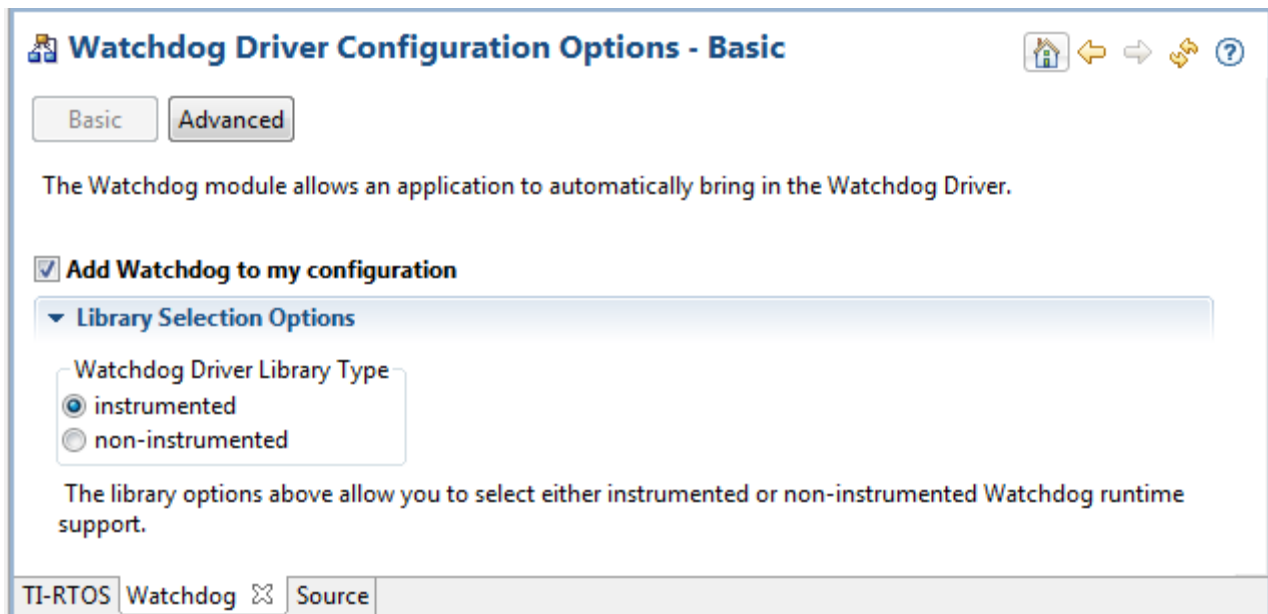 Watchdog Driver Configuration Options - Basic
Basic Advanced
The Watchdog module allows an application to automatically bring in the Watchdog Driver.
Add Watchdog to my configuration
Library Selection Options
Watchdog Driver Library Type
instrumented
non-instrumented
The library options above allow you to select either instrumented or non-instrumented Watchdog runtime
support.
TI-RTOS Watchdog Source